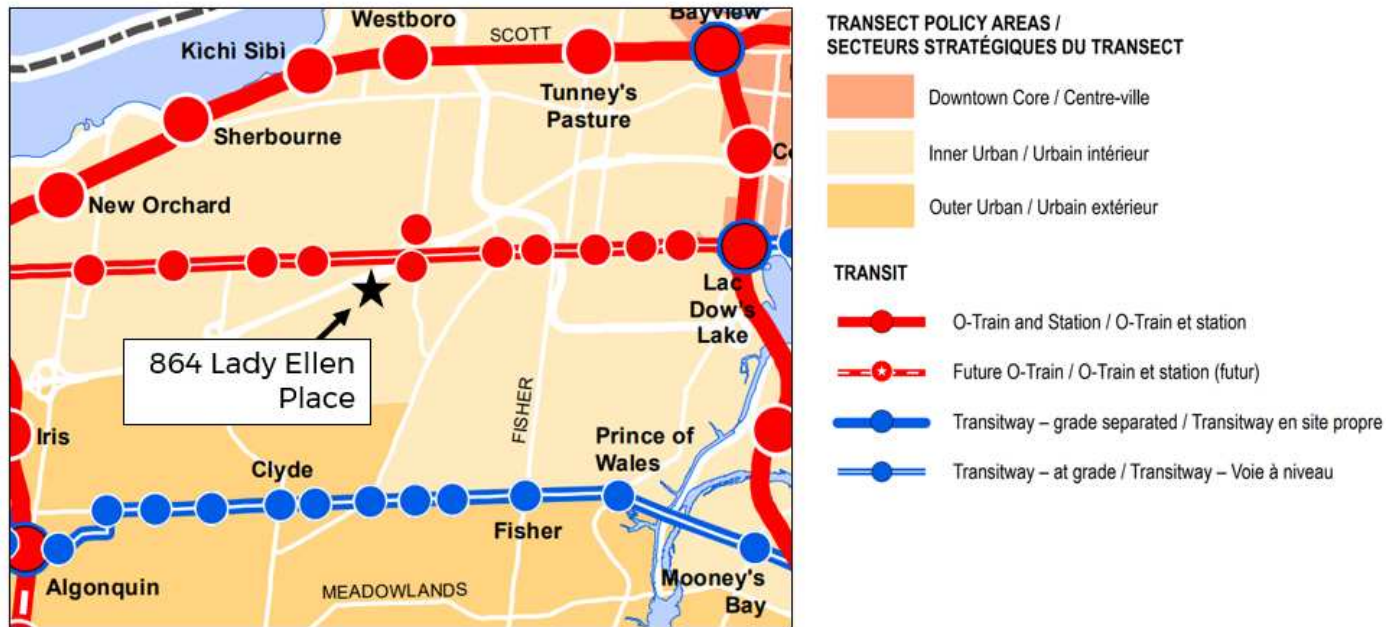 Westboro
Bayview
SCOTT
Kìchì Sìbì
Tunney's
Pasture
Sherbourne
New Orchard
Lac
Dow's
Lake
864 Lady Ellen
Place
FISHER
Iris
Clyde
Prince of
Wales
Fisher
Algonquin
MEADOWLANDS
Mooney's
Bay
TRANSECT POLICY AREAS /
SECTEURS STRATÉGIQUES DU TRANSECT
Downtown Core / Centre-ville
Inner Urban / Urbain intérieur
Outer Urban / Urbain extérieur
TRANSIT
O-Train and Station / O-Train et station
Future O-Train / O-Train et station (futur)
Transitway – grade separated / Transitway en site propre
Transitway – at grade / Transitway – Voie à niveau